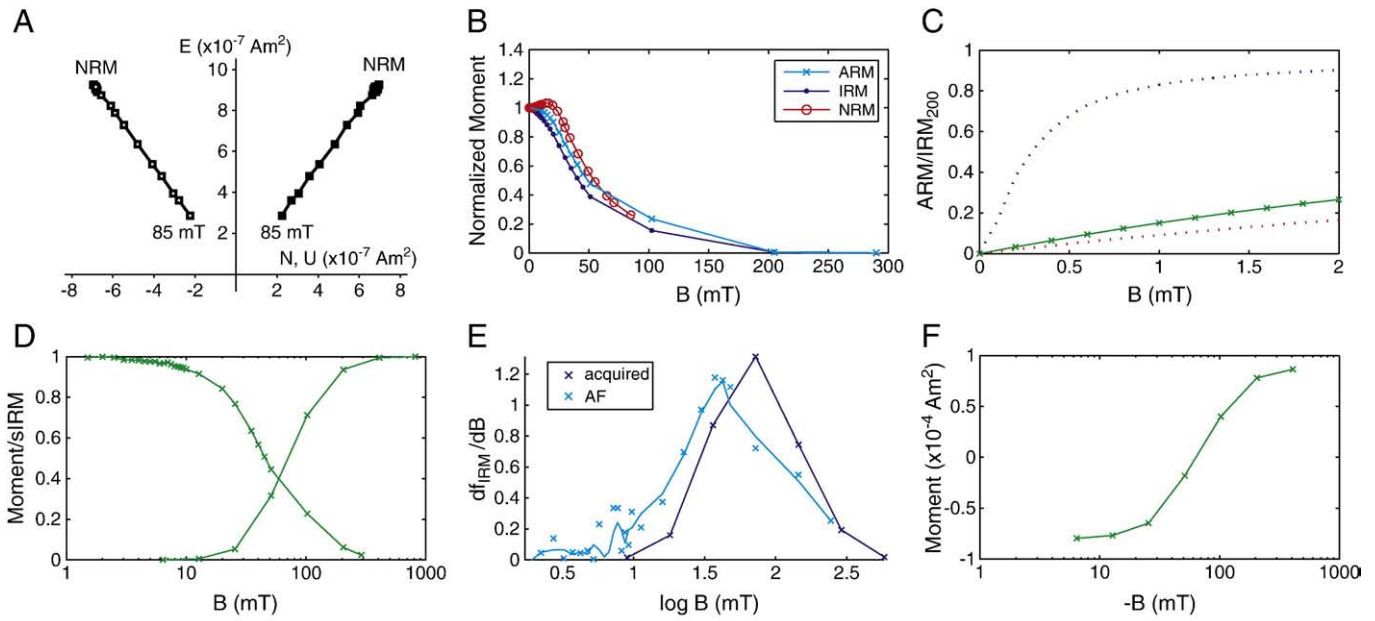 A
E (x10⁻⁷ Am²)
NRM
NRM
10
8
6
4
2
85 mT
85 mT
N, U (x10⁻⁷ Am²)
-8 -6 -4 -2 2 4 6 8
B
Normalized Moment
1.4
1.2
1
0.8
0.6
0.4
0.2
0
ARM
IRM
NRM
0 50 100 150 200 250 300
B (mT)
C
ARM/IRM₂₀₀
1
0.8
0.6
0.4
0.2
0
0 0.5 1 1.5 2
B (mT)
D
Moment/sIRM
1
0.8
0.6
0.4
0.2
0
1 10 100 1000
B (mT)
E
df_IRM/dB
1.2
1
0.8
0.6
0.4
0.2
0
acquired
AF
0.5 1 1.5 2 2.5
log B (mT)
F
Moment (x10⁻⁴ Am²)
1
0.5
0
-0.5
-1
1 10 100 1000
-B (mT)